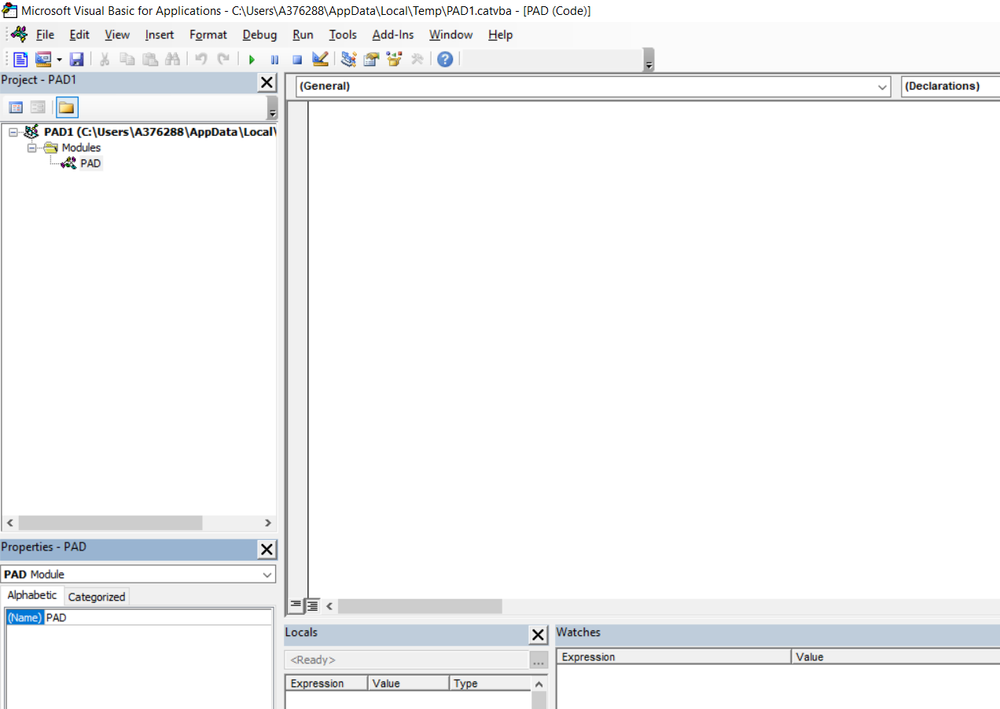 Microsoft Visual Basic for Applications - C:\Users\A376288\AppData\Local\Temp\PAD1.catvba - [PAD (Code)]
File Edit View Insert Format Debug Run Tools Add-Ins Window Help
Project - PAD1
(General) (Declarations)
PAD1 (C:\Users\A376288\AppData\Local\
Modules
PAD
Properties - PAD
PAD Module
Alphabetic Categorized
(Name) PAD
Locals
<Ready>
...
Expression Value Type
Watches
Expression Value